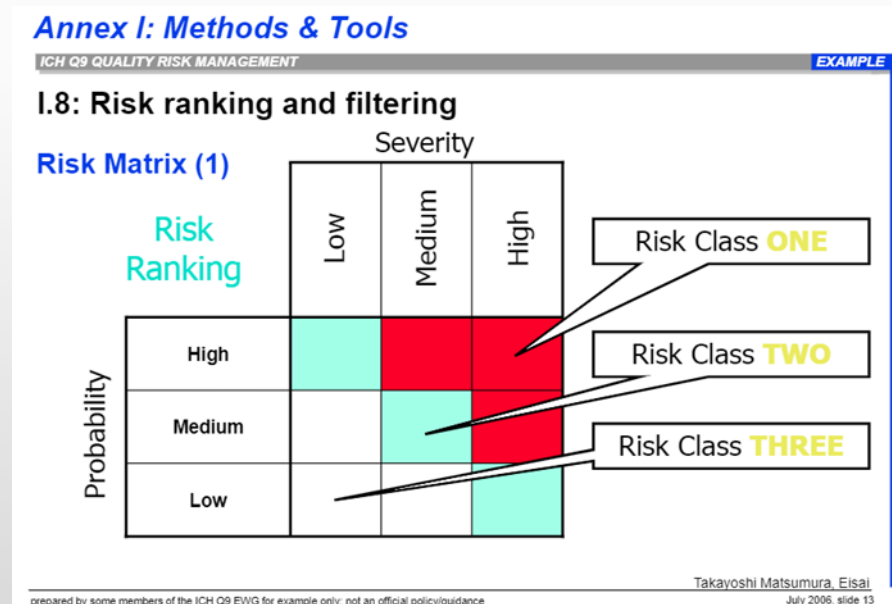 Annex I: Methods & Tools
ICH Q9 QUALITY RISK MANAGEMENT
EXAMPLE
I.8: Risk ranking and filtering
Severity
Risk Matrix (1)
Risk
Ranking
Low
Medium
High
Risk Class ONE
Probability
High
Risk Class TWO
Medium
Risk Class THREE
Low
Takayoshi Matsumura, Eisai
prepared by some members of the ICH Q9 EWG for example only; not an official policy/guidance
July 2006, slide 13